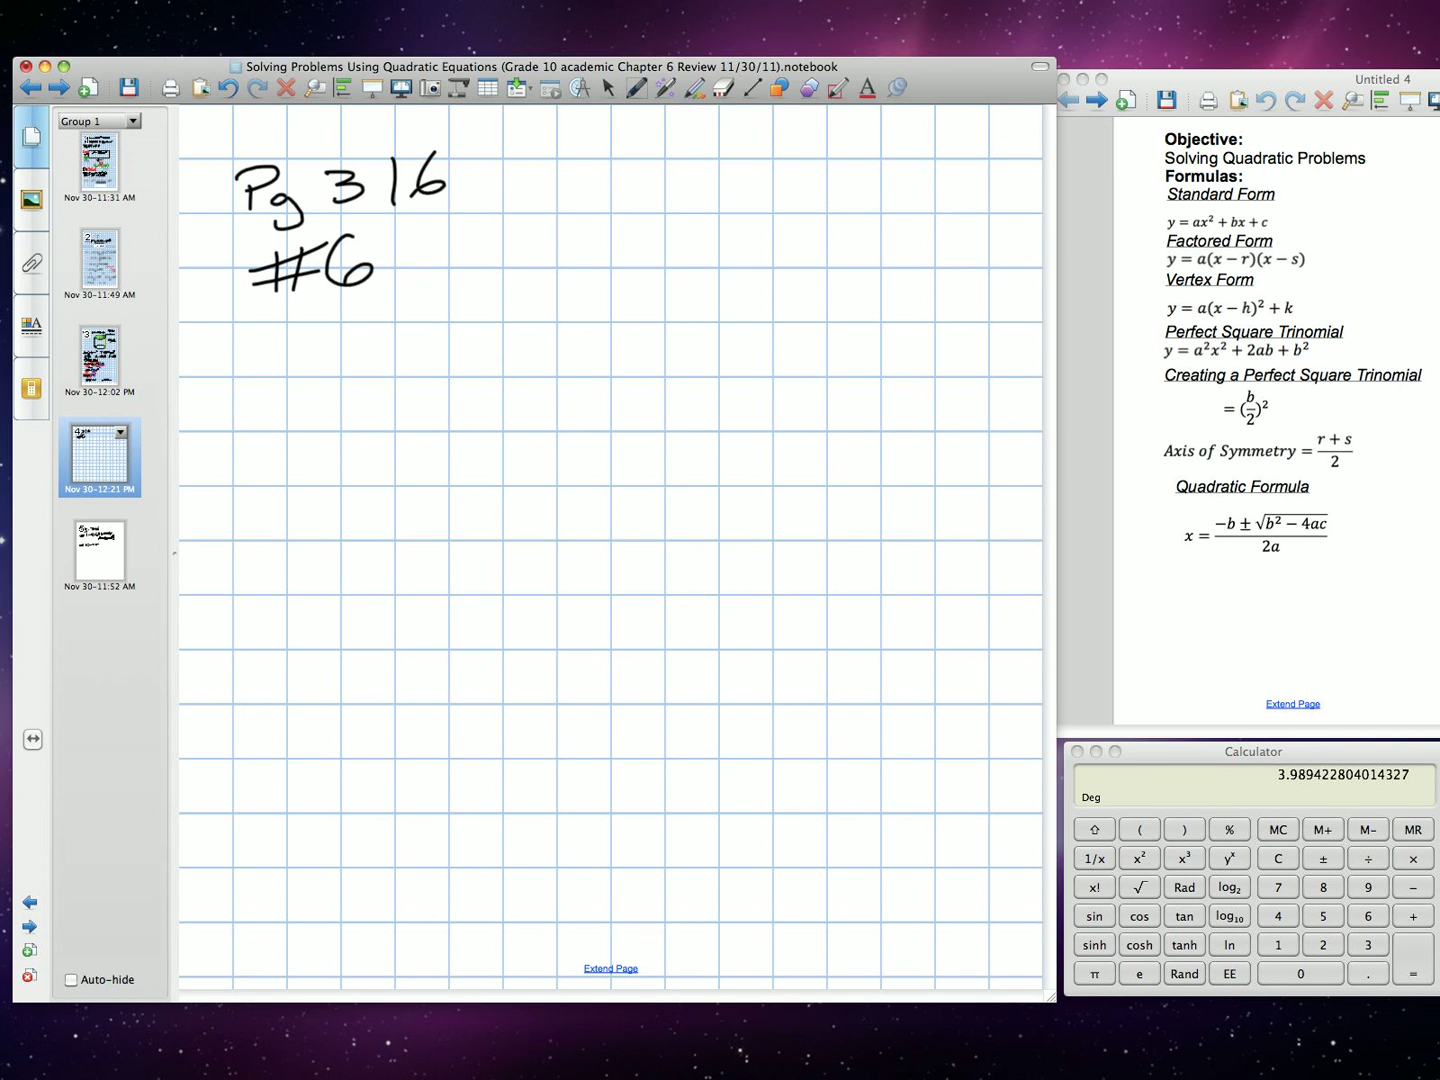 Solving Problems Using Quadratic Equations (Grade 10 academic Chapter 6 Review 11/30/11).notebook
Group 1
Nov 30-11:31 AM
2
Nov 30-11:49 AM
3
Nov 30-12:02 PM
4
Nov 30-12:21 PM
5
Nov 30-11:52 AM
Auto-hide
Pg 316
#6
Extend Page
Untitled 4
Objective:
Solving Quadratic Problems
Formulas:
Standard Form
y = ax² + bx + c
Factored Form
y = a(x − r)(x − s)
Vertex Form
y = a(x − h)² + k
Perfect Square Trinomial
y = a²x² + 2ab + b²
Creating a Perfect Square Trinomial
= (b/2)²
Axis of Symmetry = (r + s)/2
Quadratic Formula
x = (−b ± √(b² − 4ac))/2a
Extend Page
Calculator
3.989422804014327
Deg
( ) % MC M+ M- MR
1/x x² x³ yˣ C ± ÷ ×
x! √ Rad log₂ 7 8 9 −
sin cos tan log₁₀ 4 5 6 +
sinh cosh tanh ln 1 2 3
π e Rand EE 0 . =